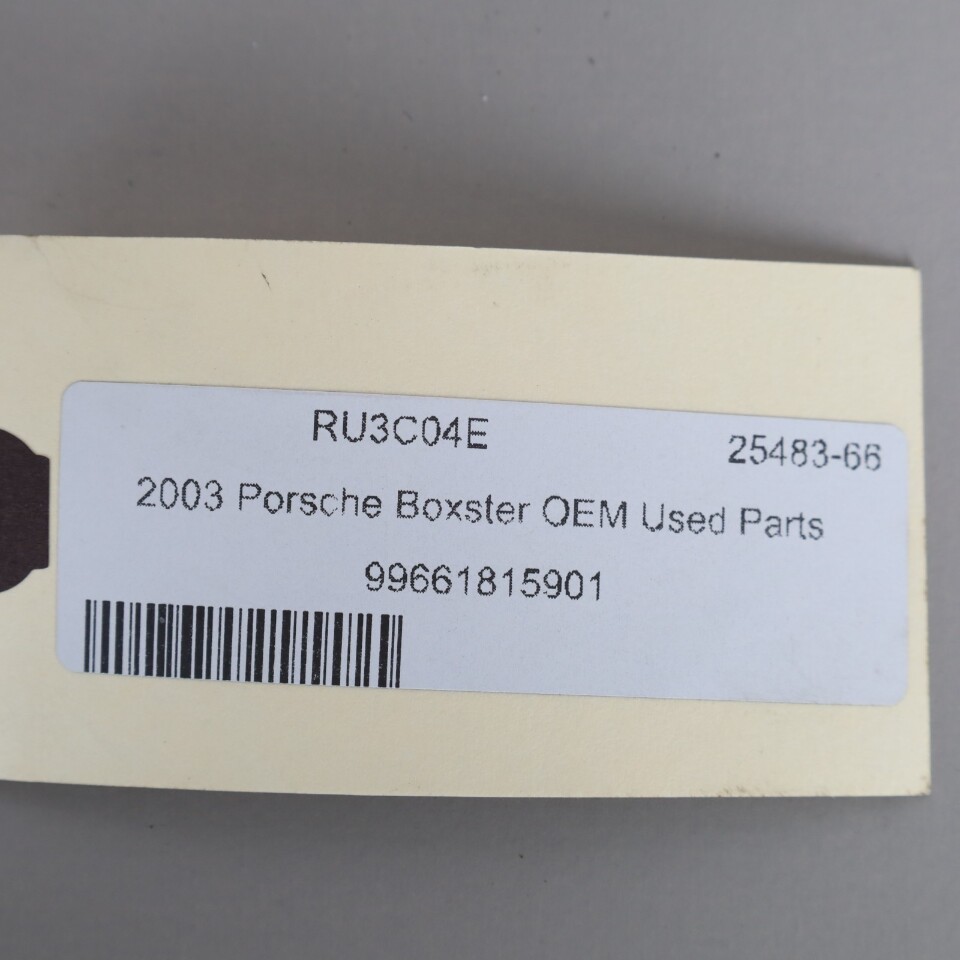 RU3C04E
25483-66
2003 Porsche Boxster OEM Used Parts
99661815901